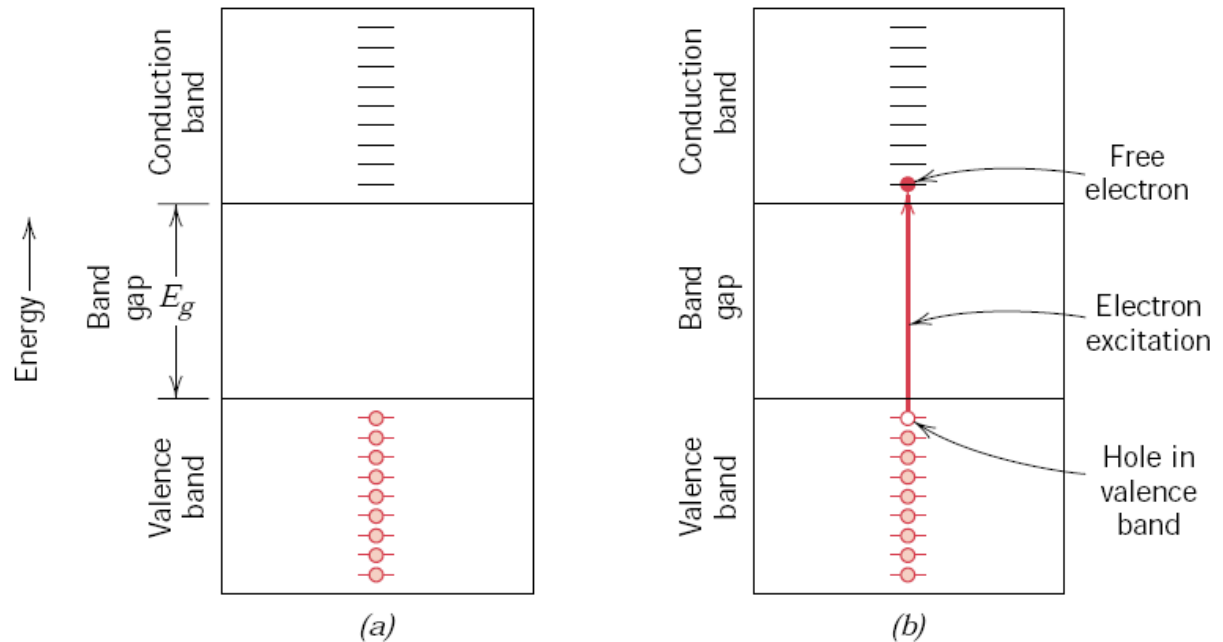 Energy
Conduction
band
Band
gap
E_g
Valence
band
(a)
Conduction
band
Band
gap
Valence
band
Free
electron
Electron
excitation
Hole in
valence
band
(b)